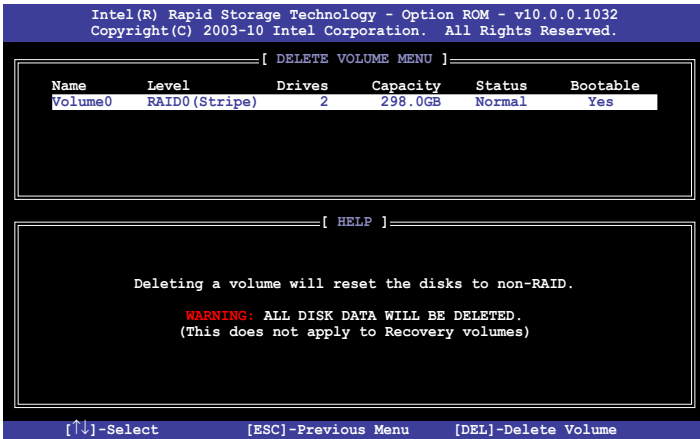 Intel(R) Rapid Storage Technology - Option ROM - v10.0.0.1032
Copyright(C) 2003-10 Intel Corporation.  All Rights Reserved.
[ DELETE VOLUME MENU ]
Name Level Drives Capacity Status Bootable
Volume0 RAID0(Stripe) 2 298.0GB Normal Yes
[ HELP ]
Deleting a volume will reset the disks to non-RAID.
WARNING: ALL DISK DATA WILL BE DELETED.
(This does not apply to Recovery volumes)
[↑↓]-Select [ESC]-Previous Menu [DEL]-Delete Volume